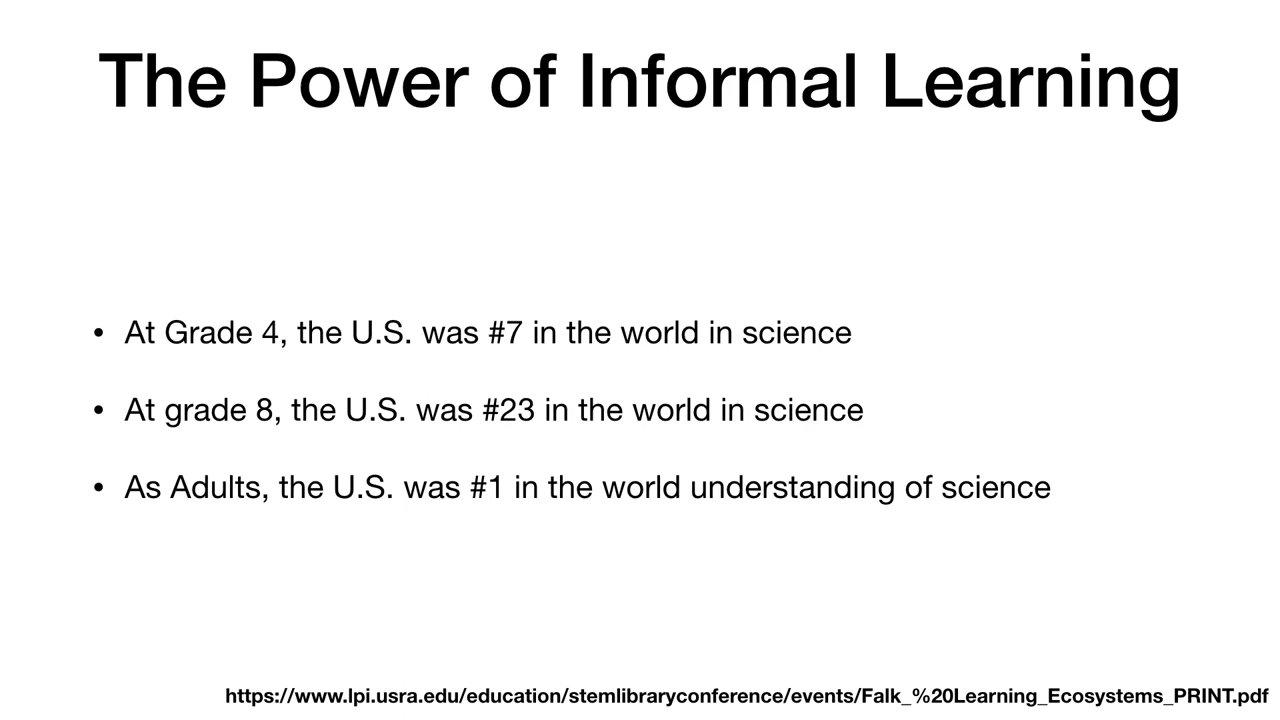 The Power of Informal Learning
• At Grade 4, the U.S. was #7 in the world in science
• At grade 8, the U.S. was #23 in the world in science
• As Adults, the U.S. was #1 in the world understanding of science
https://www.lpi.usra.edu/education/stemlibraryconference/events/Falk_%20Learning_Ecosystems_PRINT.pdf